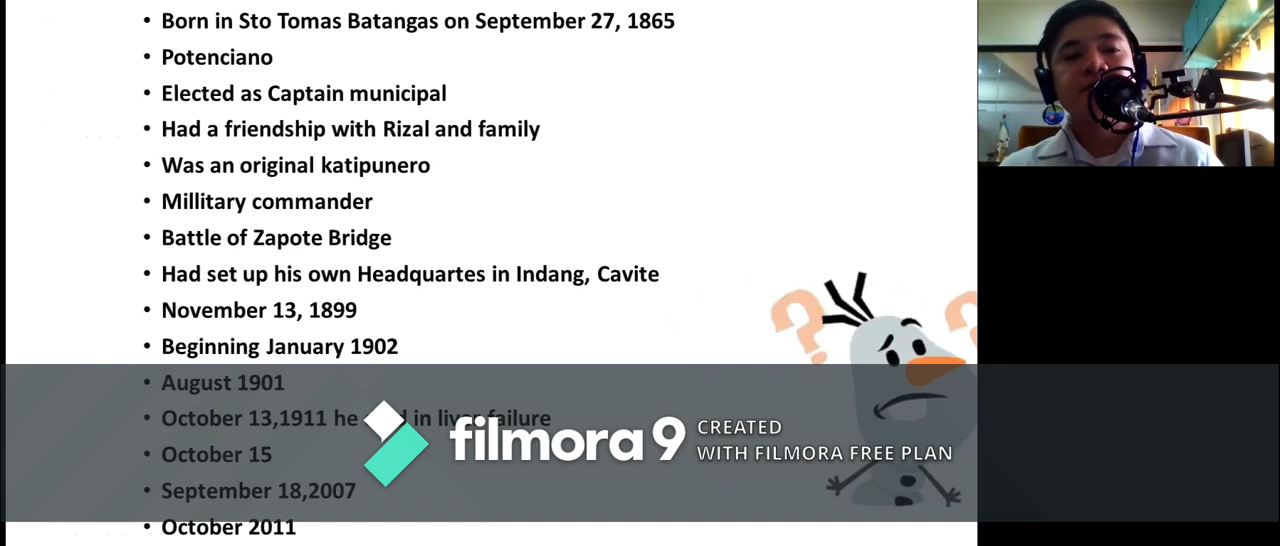 • Born in Sto Tomas Batangas on September 27, 1865
• Potenciano
• Elected as Captain municipal
• Had a friendship with Rizal and family
• Was an original katipunero
• Millitary commander
• Battle of Zapote Bridge
• Had set up his own Headquartes in Indang, Cavite
• November 13, 1899
• Beginning January 1902
• August 1901
• October 13,1911 he in liver failure
• October 15
• September 18,2007
• October 2011
filmora9
CREATED
WITH FILMORA FREE PLAN
? ?